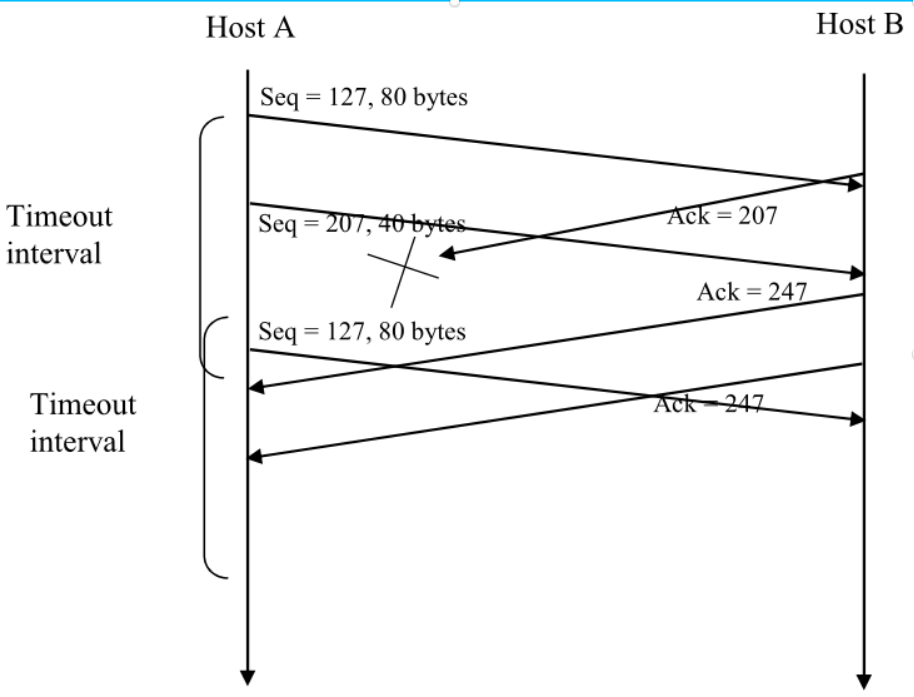 Host A
Host B
Seq = 127, 80 bytes
Timeout
interval
Seq = 207, 40 bytes
Ack = 207
Ack = 247
Seq = 127, 80 bytes
Timeout
interval
Ack = 247